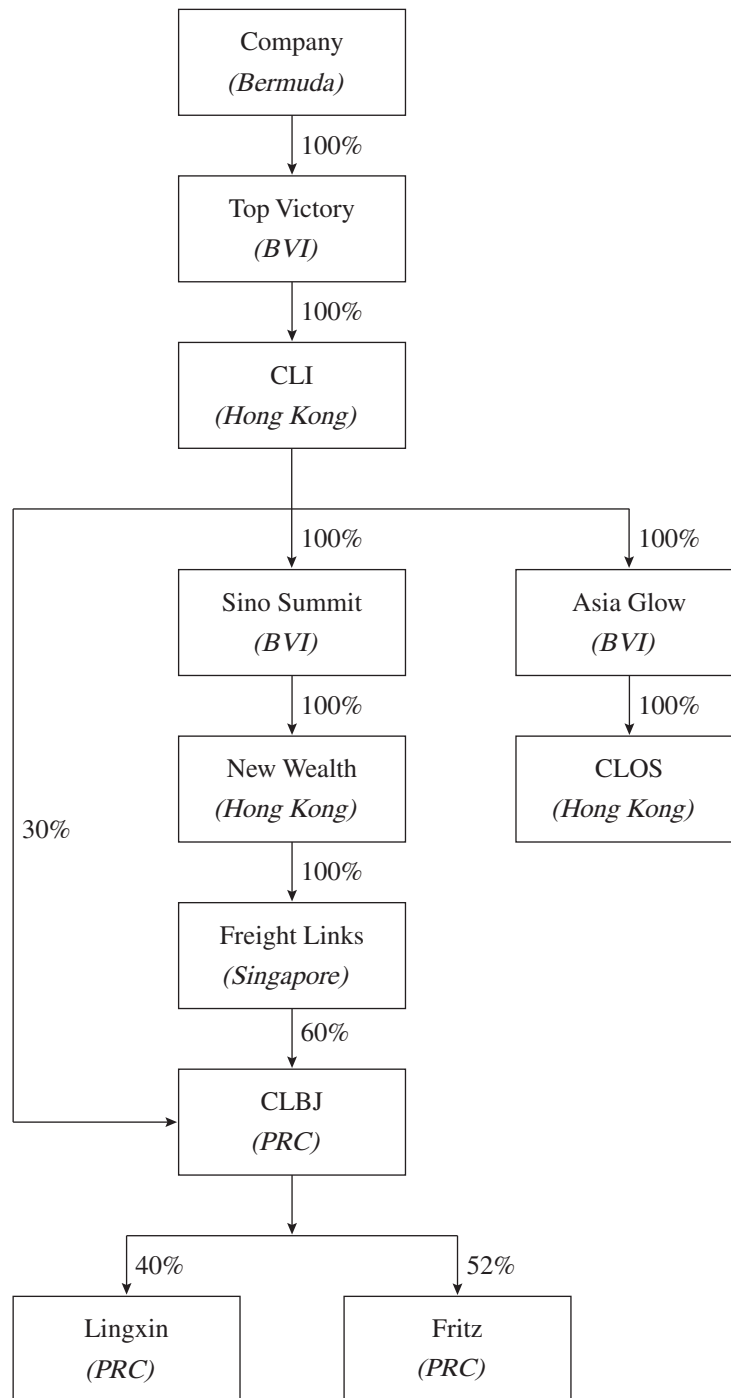 Company
(Bermuda)
100%
Top Victory
(BVI)
100%
CLI
(Hong Kong)
100%
100%
Sino Summit
(BVI)
Asia Glow
(BVI)
100%
100%
New Wealth
(Hong Kong)
CLOS
(Hong Kong)
30%
100%
Freight Links
(Singapore)
60%
CLBJ
(PRC)
40%
52%
Lingxin
(PRC)
Fritz
(PRC)